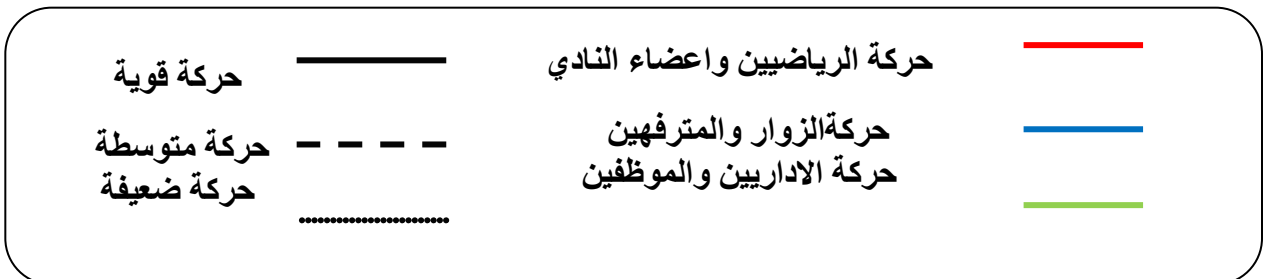 حركة الرياضيين واعضاء النادي
حركةالزوار والمترفهين
حركة الاداريين والموظفين
حركة قوية
حركة متوسطة
حركة ضعيفة